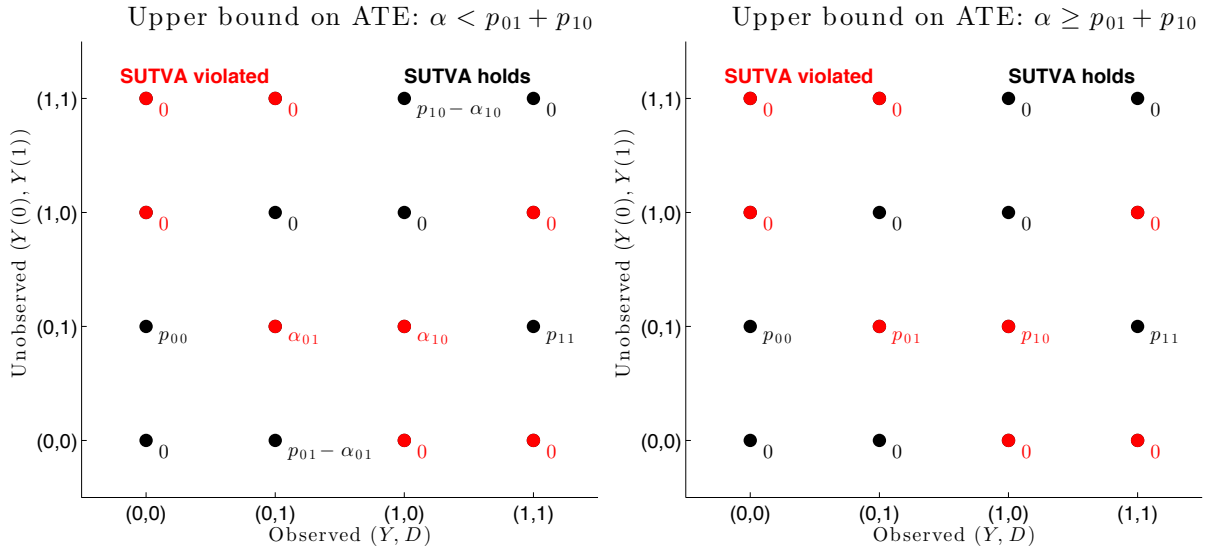 Upper bound on ATE: α < p₀₁ + p₁₀
SUTVA violated
SUTVA holds
(1,1)
0
0
p₁₀ − α₁₀
0
(1,0)
0
0
0
0
(0,1)
p₀₀
α₀₁
α₁₀
p₁₁
(0,0)
0
p₀₁ − α₀₁
0
0
(0,0)
(0,1)
(1,0)
(1,1)
Unobserved (Y(0), Y(1))
Observed (Y, D)
Upper bound on ATE: α ≥ p₀₁ + p₁₀
SUTVA violated
SUTVA holds
(1,1)
0
0
0
0
(1,0)
0
0
0
0
(0,1)
p₀₀
p₀₁
p₁₀
p₁₁
(0,0)
0
0
0
0
(0,0)
(0,1)
(1,0)
(1,1)
Unobserved (Y(0), Y(1))
Observed (Y, D)